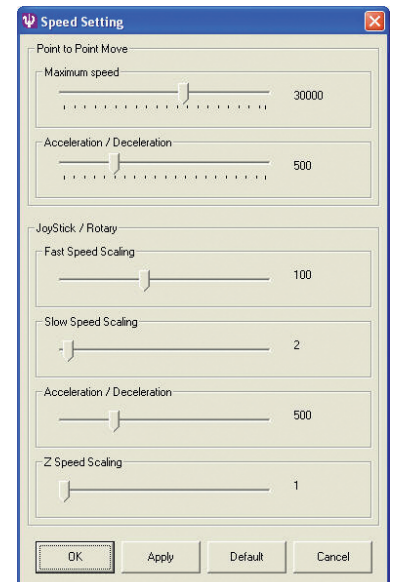 Ψ Speed Setting
Point to Point Move
Maximum speed
30000
Acceleration / Deceleration
500
JoyStick / Rotary
Fast Speed Scaling
100
Slow Speed Scaling
2
Acceleration / Deceleration
500
Z Speed Scaling
1
OK Apply Default Cancel